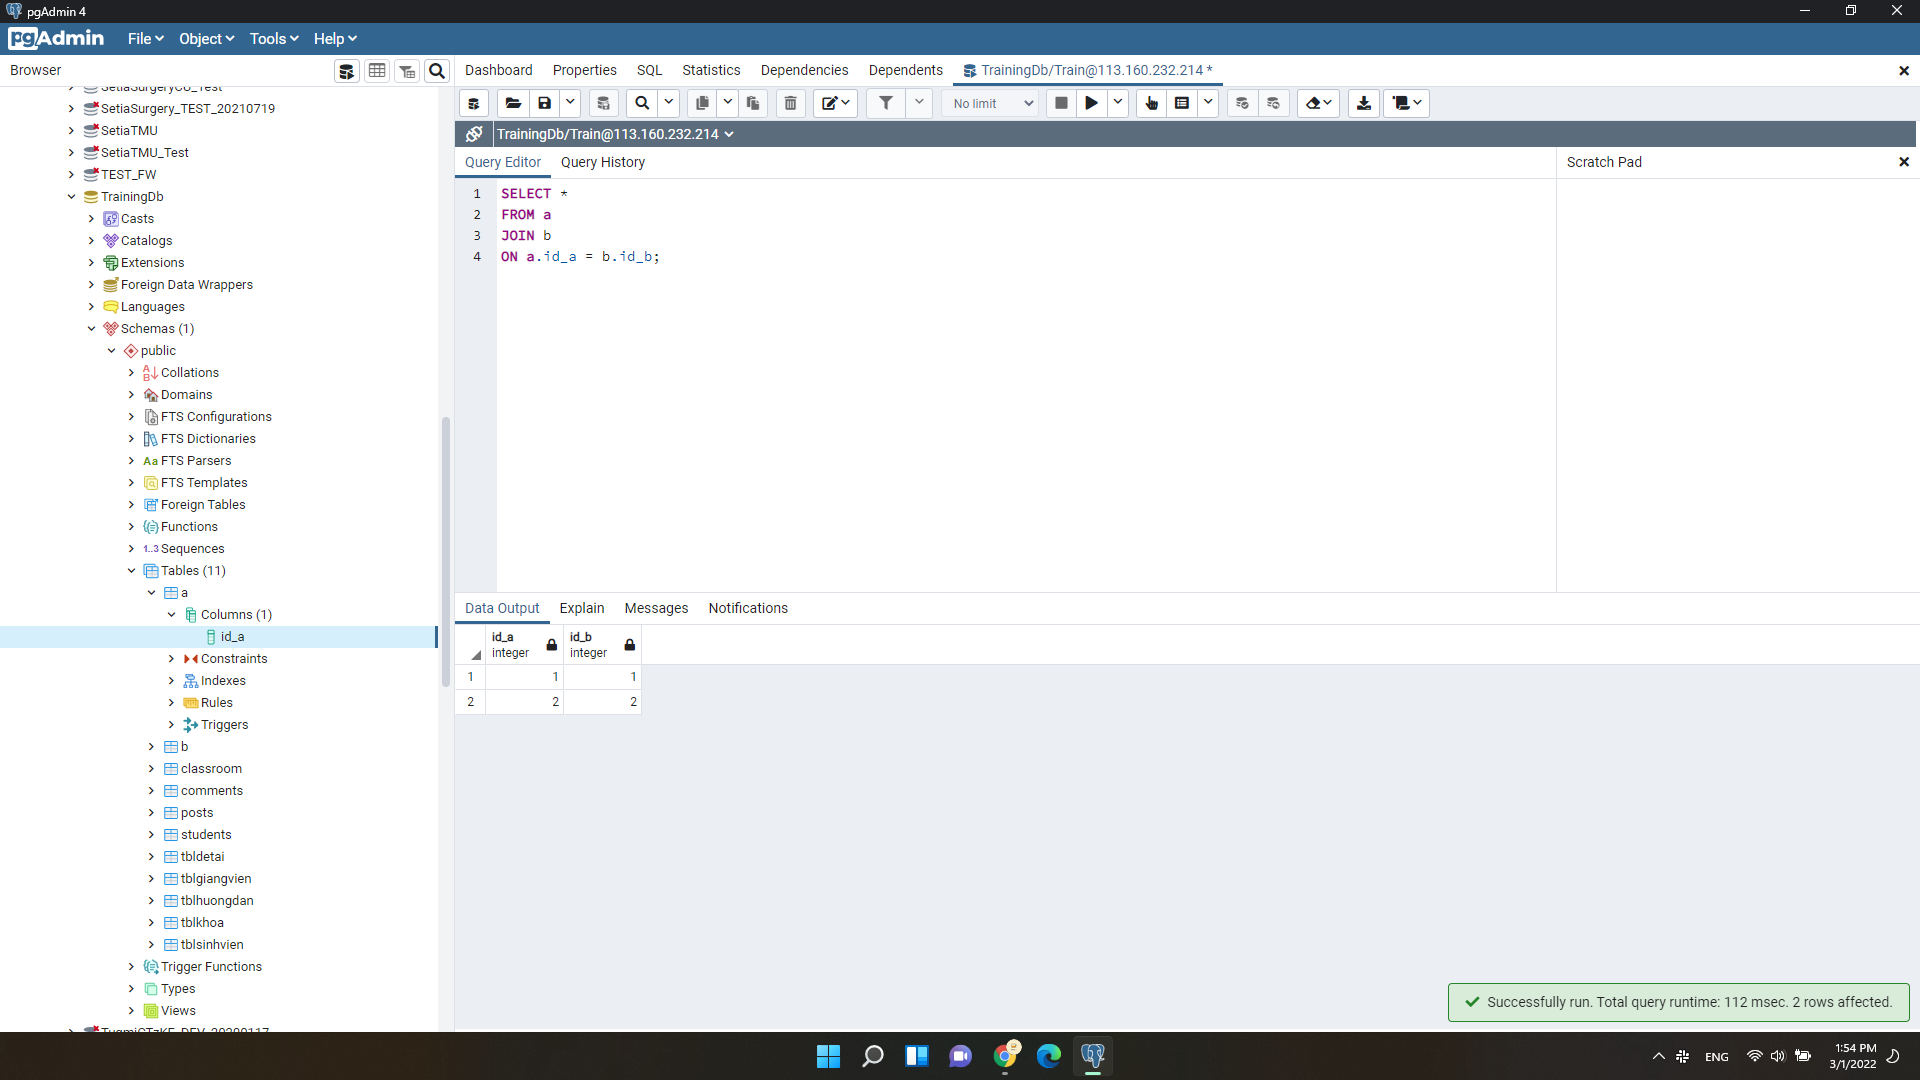 pgAdmin 4
pgAdmin File Object Tools Help
Browser
Dashboard Properties SQL Statistics Dependencies Dependents TrainingDb/Train@113.160.232.214 *
No limit
TrainingDb/Train@113.160.232.214
Query Editor Query History
Scratch Pad
1 SELECT *
2 FROM a
3 JOIN b
4 ON a.id_a = b.id_b;
SetiaSurgeryCU_Test
SetiaSurgery_TEST_20210719
SetiaTMU
SetiaTMU_Test
TEST_FW
TrainingDb
Casts
Catalogs
Extensions
Foreign Data Wrappers
Languages
Schemas (1)
public
Collations
Domains
FTS Configurations
FTS Dictionaries
Aa FTS Parsers
FTS Templates
Foreign Tables
Functions
1..3 Sequences
Tables (11)
a
Columns (1)
id_a
Constraints
Indexes
Rules
Triggers
b
classroom
comments
posts
students
tbldetai
tblgiangvien
tblhuongdan
tblkhoa
tblsinhvien
Trigger Functions
Types
Views
Data Output Explain Messages Notifications
id_a id_b
integer integer
1 1 1
2 2 2
Successfully run. Total query runtime: 112 msec. 2 rows affected.
ENG
1:54 PM
3/1/2022